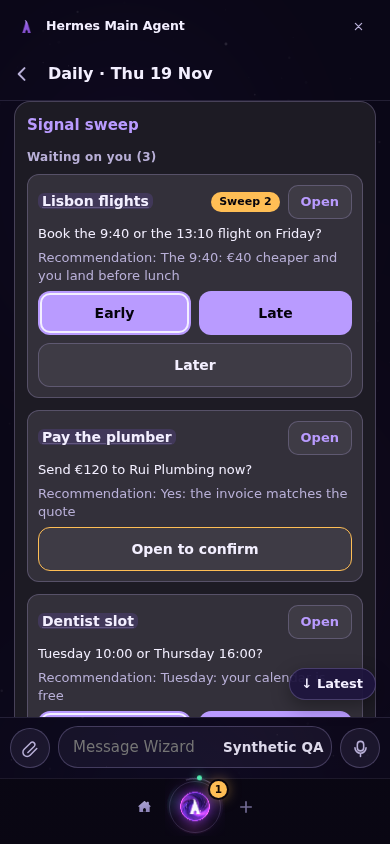 Hermes Main Agent
Daily · Thu 19 Nov
Signal sweep
Waiting on you (3)
Lisbon flights
Sweep 2
Open
Book the 9:40 or the 13:10 flight on Friday?
Recommendation: The 9:40: €40 cheaper and
you land before lunch
Early
Late
Later
Pay the plumber
Open
Send €120 to Rui Plumbing now?
Recommendation: Yes: the invoice matches the
quote
Open to confirm
Dentist slot
Open
Tuesday 10:00 or Thursday 16:00?
Recommendation: Tuesday: your
free
↓ Latest
Message Wizard
Synthetic QA
1